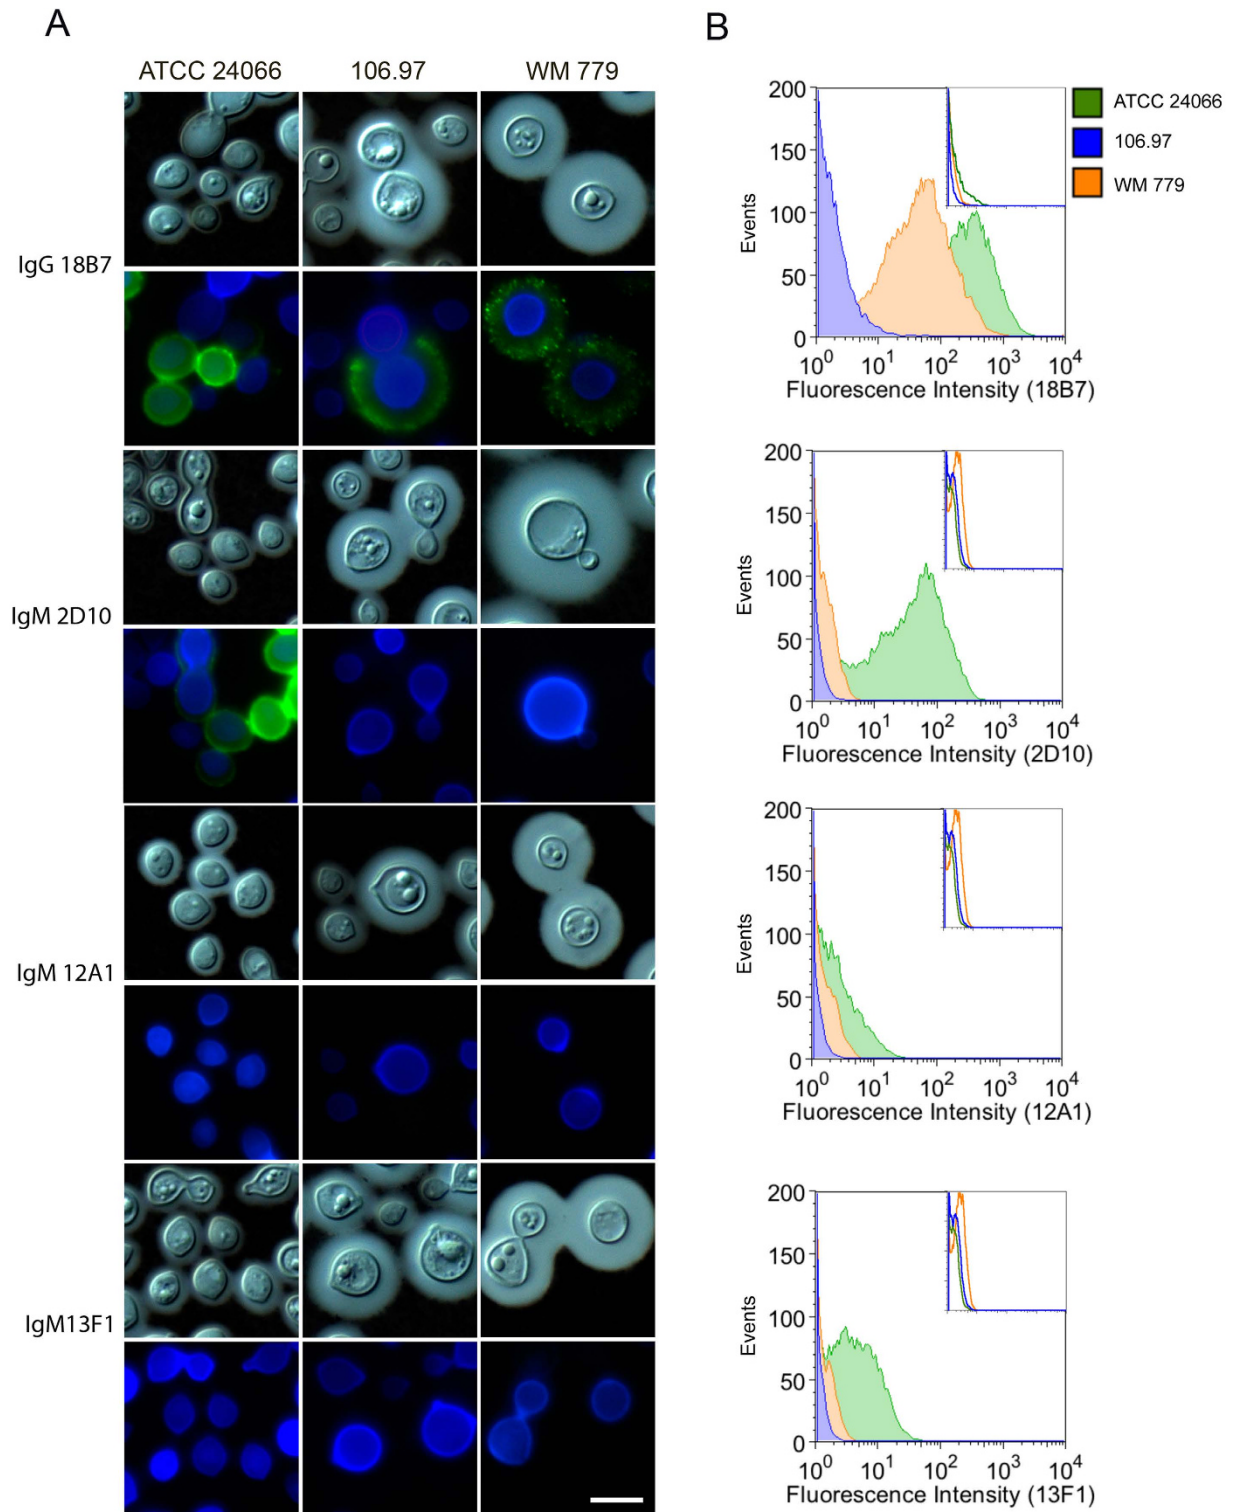 A
B
ATCC 24066
106.97
WM 779
IgG 18B7
IgM 2D10
IgM 12A1
IgM13F1
200
150
100
50
0
Events
10⁰ 10¹ 10² 10³ 10⁴
Fluorescence Intensity (18B7)
ATCC 24066
106.97
WM 779
200
150
100
50
0
Events
10⁰ 10¹ 10² 10³ 10⁴
Fluorescence Intensity (2D10)
200
150
100
50
0
Events
10⁰ 10¹ 10² 10³ 10⁴
Fluorescence Intensity (12A1)
200
150
100
50
0
Events
10⁰ 10¹ 10² 10³ 10⁴
Fluorescence Intensity (13F1)